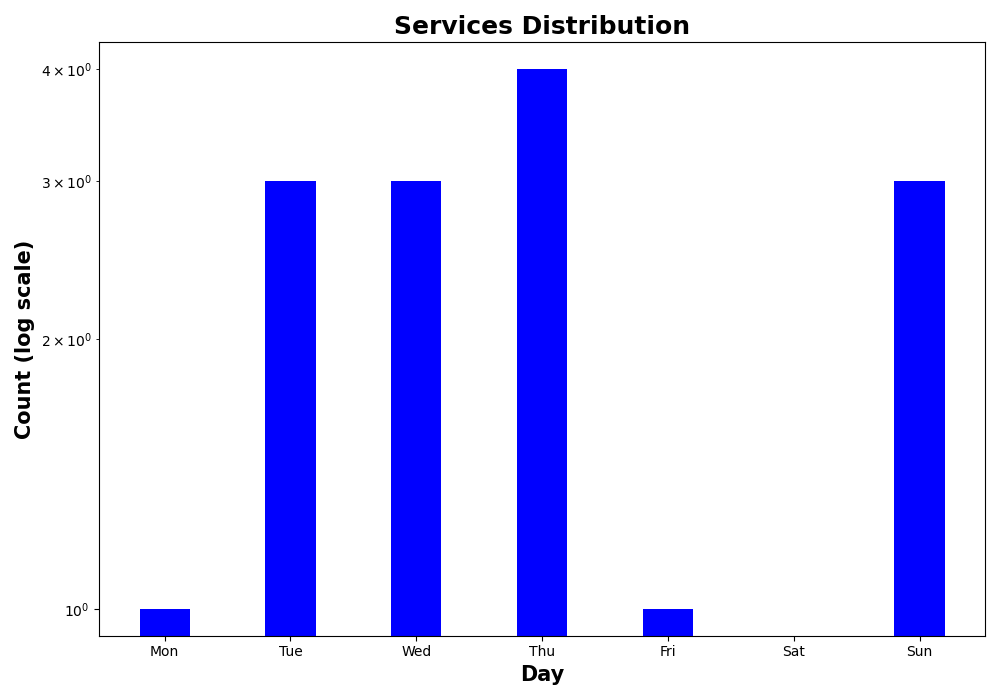 Services Distribution
Count (log scale)
4 × 10⁰
3 × 10⁰
2 × 10⁰
10⁰
Mon Tue Wed Thu Fri Sat Sun
Day